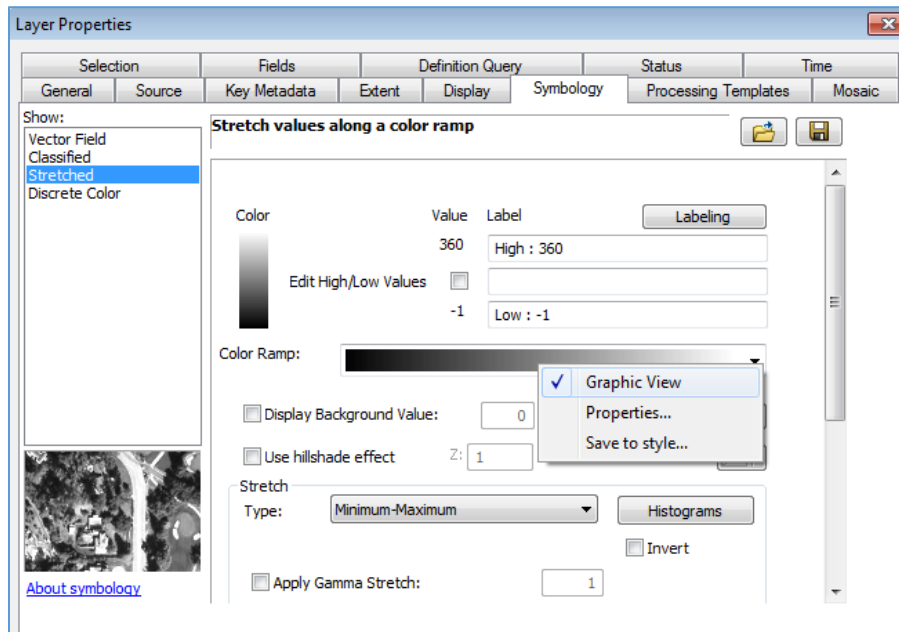 Layer Properties
Selection Fields Definition Query Status Time
General Source Key Metadata Extent Display Symbology Processing Templates Mosaic
Show:
Vector Field
Classified
Stretched
Discrete Color
Stretch values along a color ramp
Color Value Label Labeling
360 High : 360
Edit High/Low Values
-1 Low : -1
Color Ramp:
Graphic View
Properties...
Save to style...
Display Background Value: 0
Use hillshade effect Z: 1
Stretch
Type: Minimum-Maximum Histograms
Invert
Apply Gamma Stretch: 1
About symbology